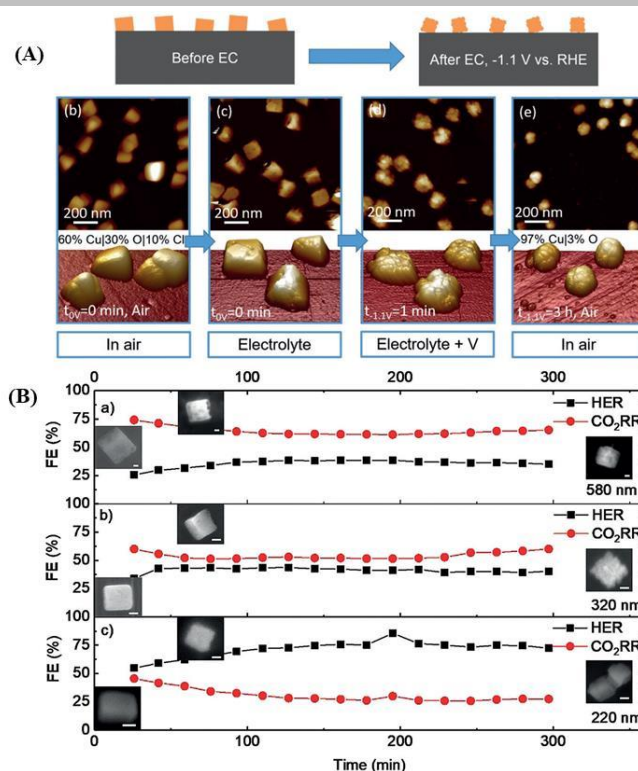 (A)
Before EC
After EC, -1.1 V vs. RHE
(b)
(c)
(d)
(e)
200 nm
200 nm
200 nm
200 nm
60% Cu|30% O|10% Cl
97% Cu|3% O
t0V=0 min, Air
t0V=0 min
t-1.1V=1 min
t-1.1V=3 h, Air
In air
Electrolyte
Electrolyte + V
In air
(B)
0 100 200 300
100
75
50
25
FE (%)
a)
HER
CO2RR
580 nm
100
75
50
25
FE (%)
b)
HER
CO2RR
320 nm
100
75
50
25
0
FE (%)
c)
HER
CO2RR
220 nm
0 100 200 300
Time (min)